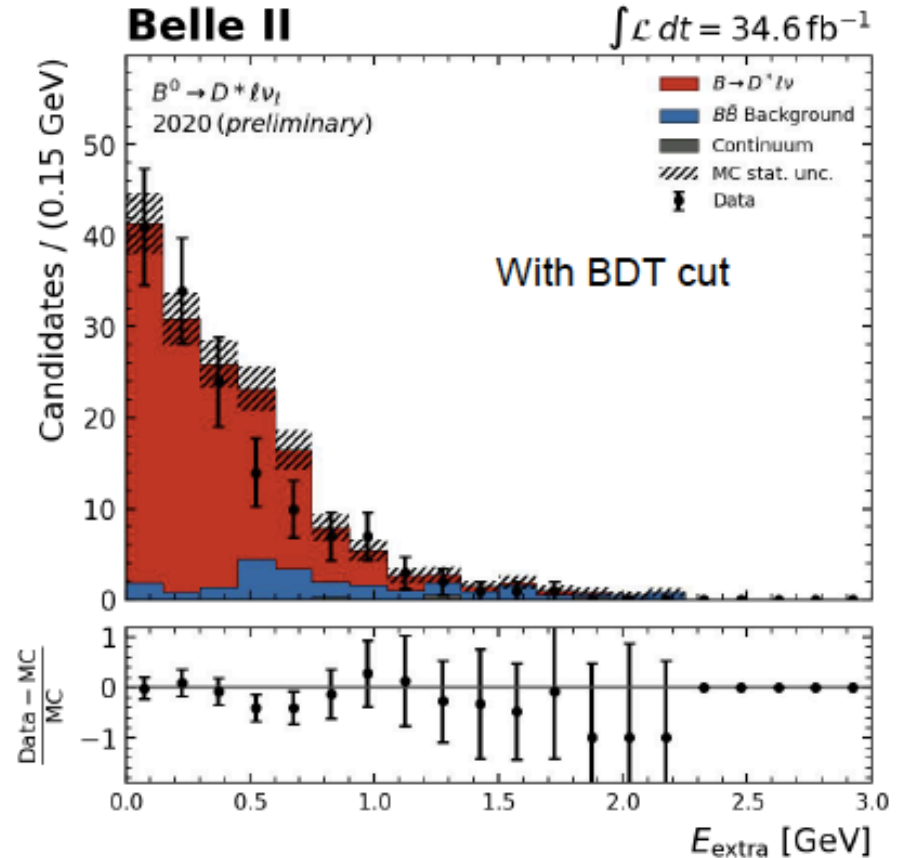 Belle II
∫ℒ dt = 34.6 fb⁻¹
B⁰ → D*ℓν_ℓ
2020 (preliminary)
B → D*ℓν
BB̄ Background
Continuum
MC stat. unc.
Data
With BDT cut
Candidates / (0.15 GeV)
50
40
30
20
10
0
Data − MC
MC
1
0
−1
0.0 0.5 1.0 1.5 2.0 2.5 3.0
E_extra [GeV]